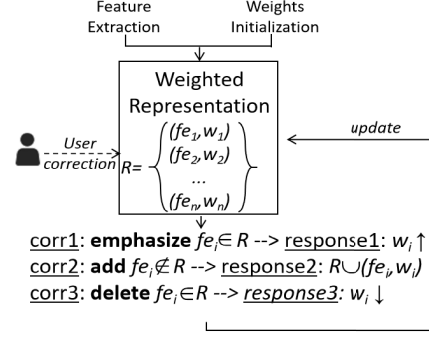 Feature
Extraction
Weights
Initialization
Weighted
Representation
User
correction
R=
(fe₁,w₁)
(fe₂,w₂)
...
(feₙ,wₙ)
update
corr1: emphasize feᵢ∈ R --> response1: wᵢ ↑
corr2: add feᵢ∉ R --> response2: R∪(feᵢ,wᵢ)
corr3: delete feᵢ∈R --> response3: wᵢ ↓